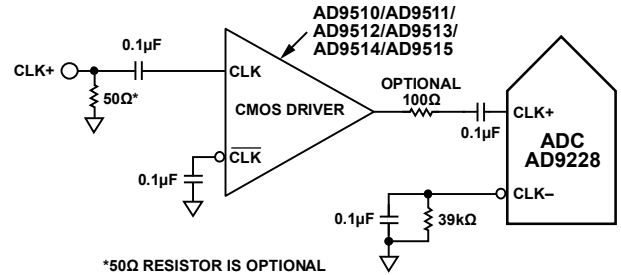 AD9510/AD9511/
AD9512/AD9513/
AD9514/AD9515
0.1µF
CLK+
50Ω*
CLK
CMOS DRIVER
OPTIONAL
100Ω
0.1µF
CLK+
ADC
AD9228
C̅L̅K̅
0.1µF
CLK–
0.1µF
39kΩ
*50Ω RESISTOR IS OPTIONAL